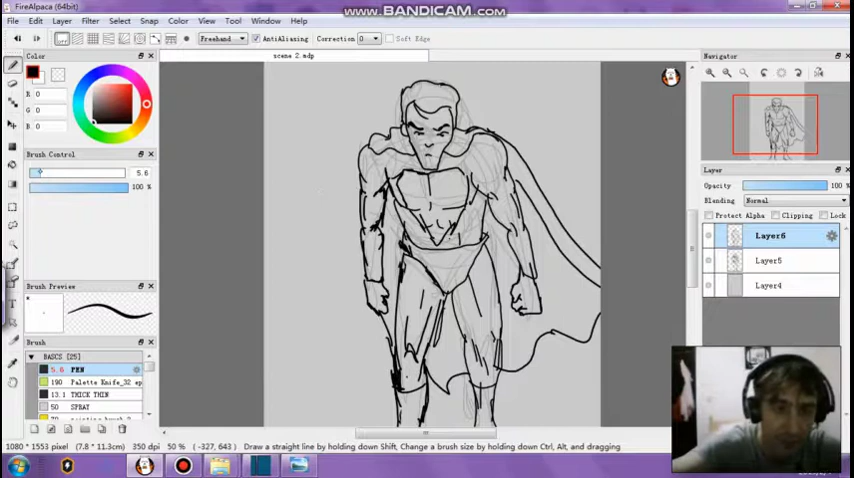 FireAlpaca (64bit)
www.BANDICAM.com
File Edit Layer Filter Select Snap Color View Tool Window Help
OFF Freehand AntiAliasing Correction 0 Soft Edge
scene 2.mdp
Color
R 0
G 0
B 0
Brush Control
5.6
100 %
Brush Preview
Brush
BASICS [25]
5.6 PEN
190 Palette Knife_32 ep
13.1 THICK THIN
50 SPRAY
Navigator
Layer
Opacity 100 %
Blending Normal
Protect Alpha Clipping Lock
Layer6
Layer5
Layer4
1080 * 1553 pixel (7.8 * 11.3cm) 350 dpi 50 % (-327, 643) Draw a straight line by holding down Shift, Change a brush size by holding down Ctrl, Alt, and dragging